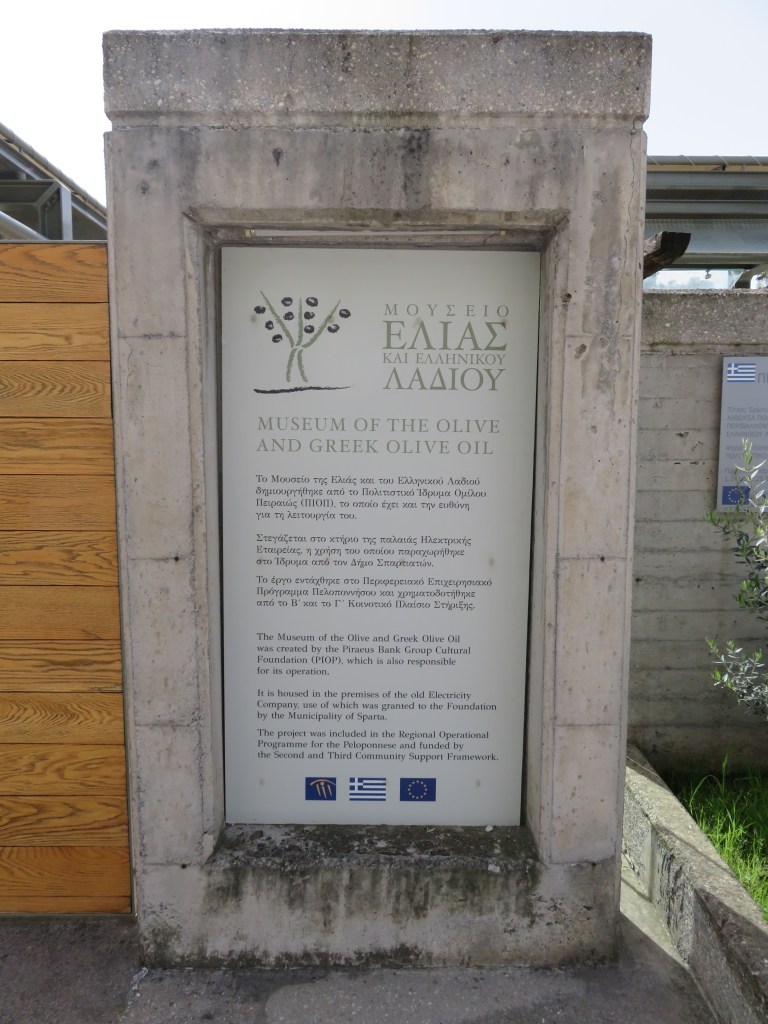 ΜΟΥΣΕΙΟ
ΕΛΙΑΣ
ΚΑΙ ΕΛΛΗΝΙΚΟΥ
ΛΑΔΙΟΥ
MUSEUM OF THE OLIVE
AND GREEK OLIVE OIL
Το Μουσείο της Ελιάς και του Ελληνικού Λαδιού
δημιουργήθηκε από το Πολιτιστικό Ίδρυμα Ομίλου
Πειραιώς (ΠΙΟΠ), το οποίο έχει και την ευθύνη
για τη λειτουργία του.
Στεγάζεται στο κτήριο της παλαιάς Ηλεκτρικής
Εταιρείας, η χρήση του οποίου παραχωρήθηκε
στο Ίδρυμα από τον Δήμο Σπαρτιατών.
Το έργο εντάχθηκε στο Περιφερειακό Επιχειρησιακό
Πρόγραμμα Πελοποννήσου και χρηματοδοτήθηκε
από το Β΄ και το Γ΄ Κοινοτικό Πλαίσιο Στήριξης.
The Museum of the Olive and Greek Olive Oil
was created by the Piraeus Bank Group Cultural
Foundation (PIOP), which is also responsible
for its operation.
It is housed in the premises of the old Electricity
Company, use of which was granted to the Foundation
by the Municipality of Sparta.
The project was included in the Regional Operational
Programme for the Peloponnese and funded by
the Second and Third Community Support Framework.